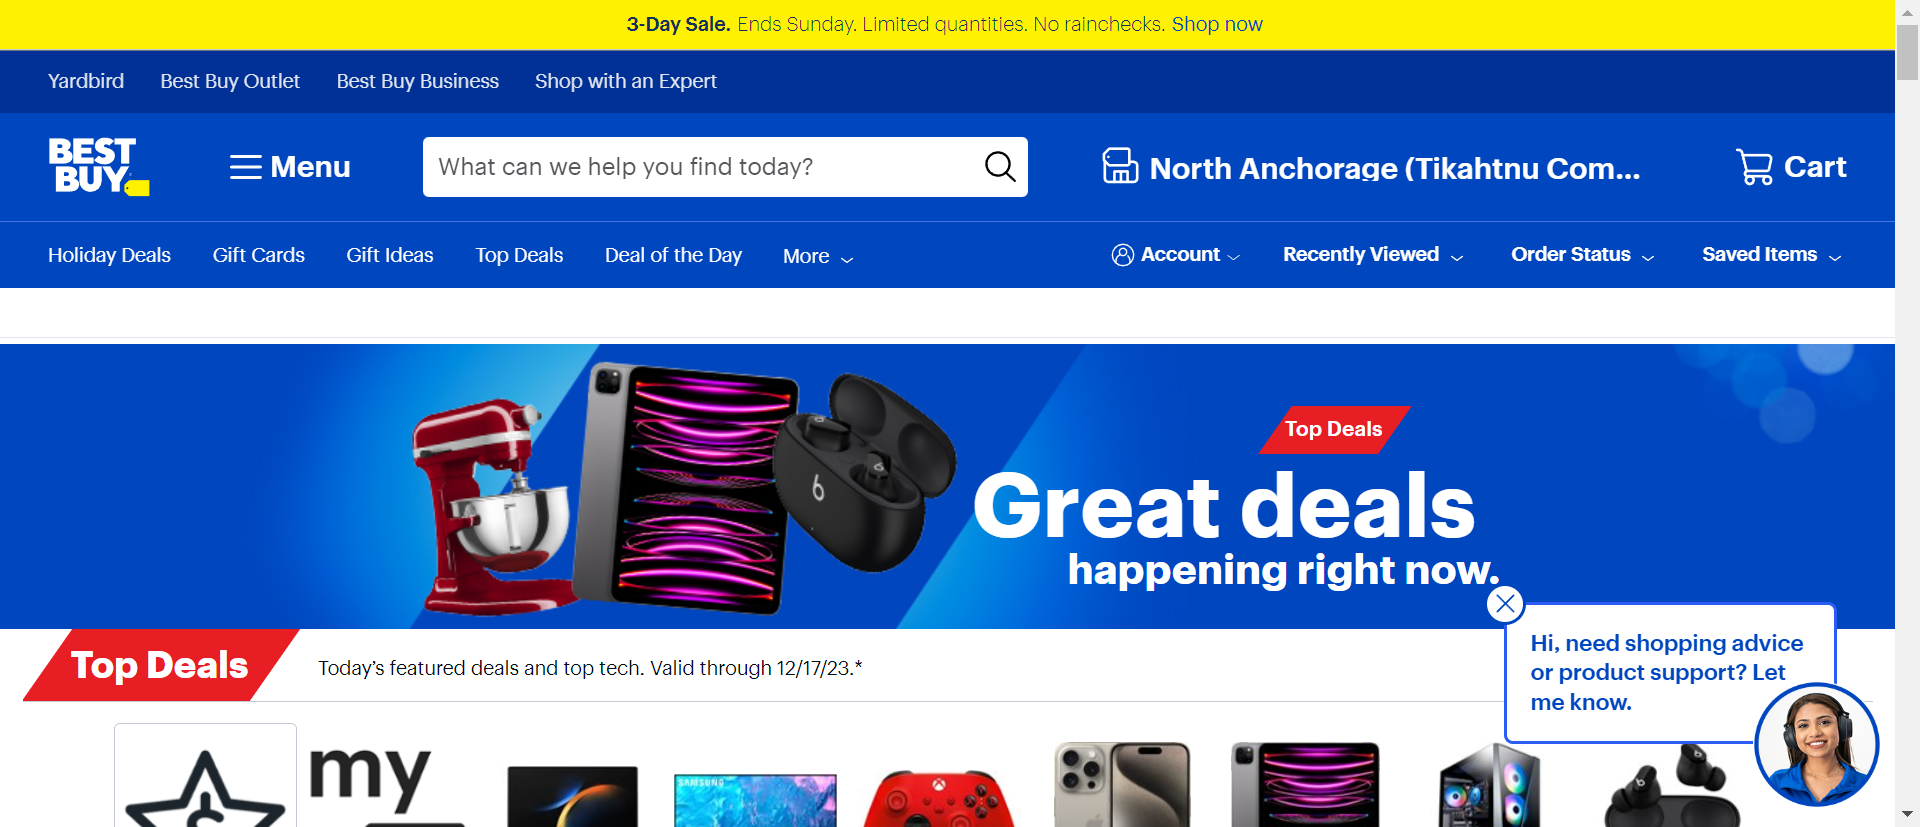 3-Day Sale. Ends Sunday. Limited quantities. No rainchecks. Shop now
Yardbird Best Buy Outlet Best Buy Business Shop with an Expert
BEST
BUY
Menu
What can we help you find today?
North Anchorage (Tikahtnu Com...
Cart
Holiday Deals Gift Cards Gift Ideas Top Deals Deal of the Day More
Account Recently Viewed Order Status Saved Items
Top Deals
Great deals
happening right now.
Hi, need shopping advice
or product support? Let
me know.
Top Deals
Today's featured deals and top tech. Valid through 12/17/23.*
my
SAMSUNG